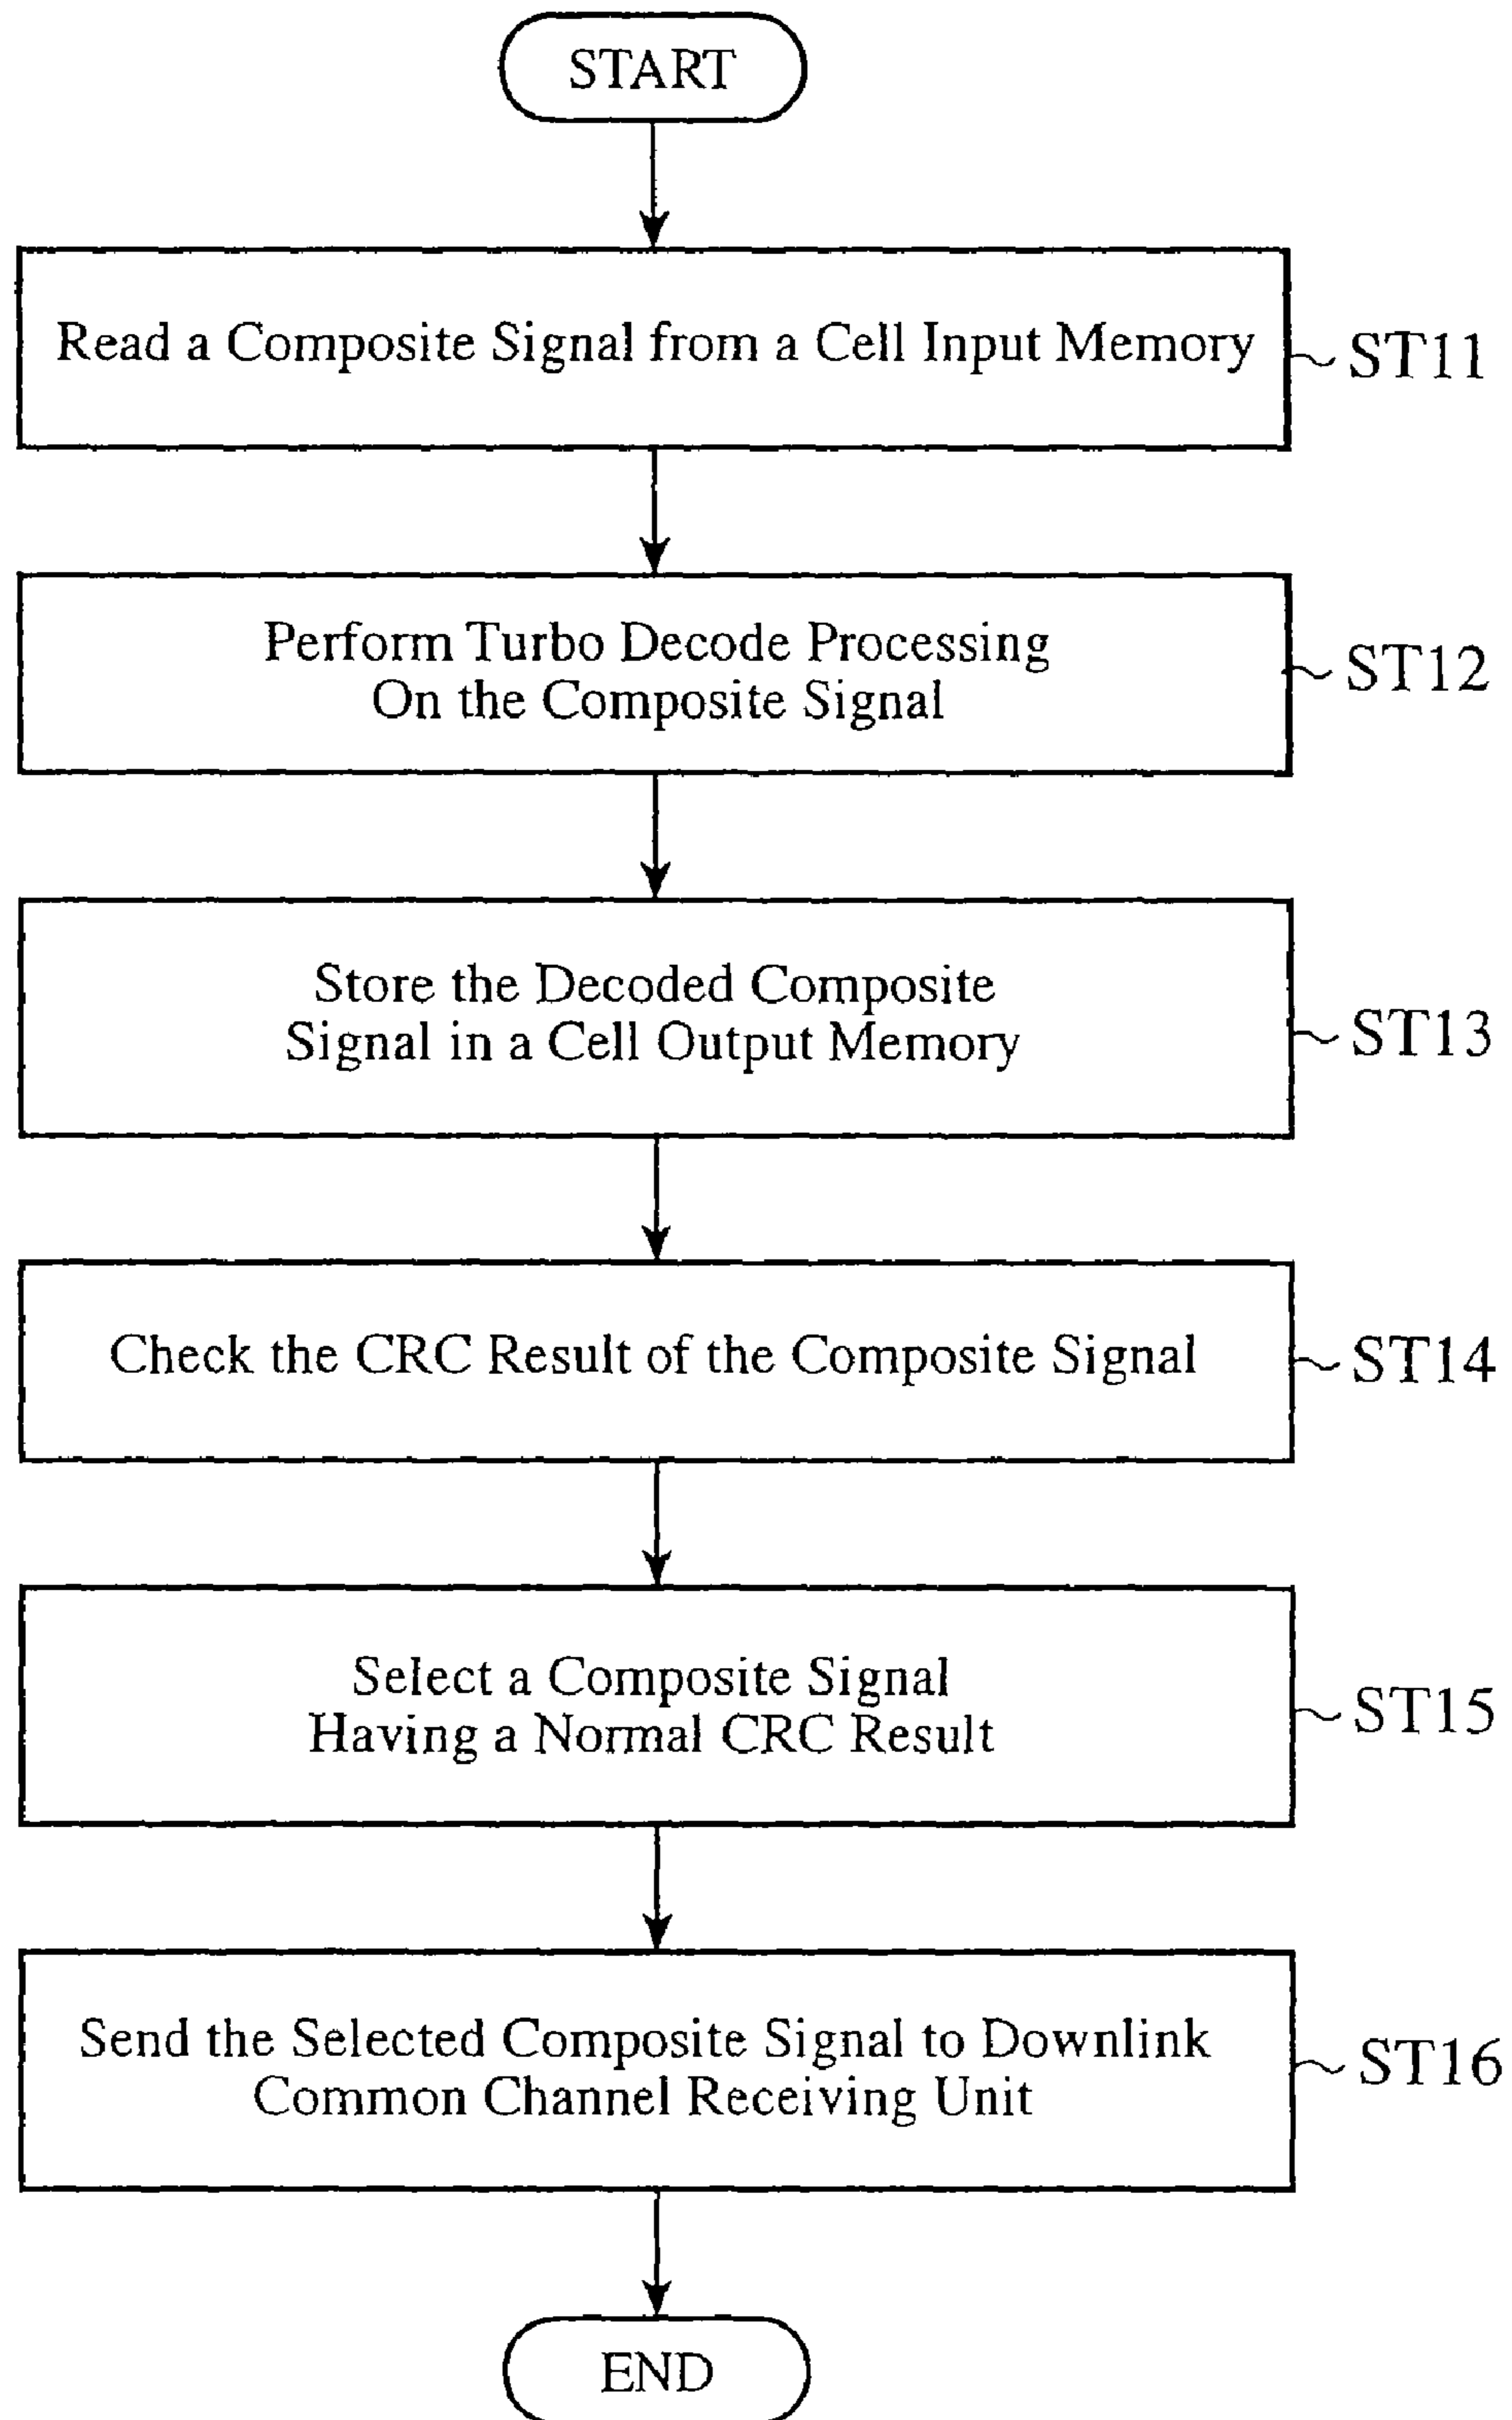 START
Read a Composite Signal from a Cell Input Memory
ST11
Perform Turbo Decode Processing
On the Composite Signal
ST12
Store the Decoded Composite
Signal in a Cell Output Memory
ST13
Check the CRC Result of the Composite Signal
ST14
Select a Composite Signal
Having a Normal CRC Result
ST15
Send the Selected Composite Signal to Downlink
Common Channel Receiving Unit
ST16
END